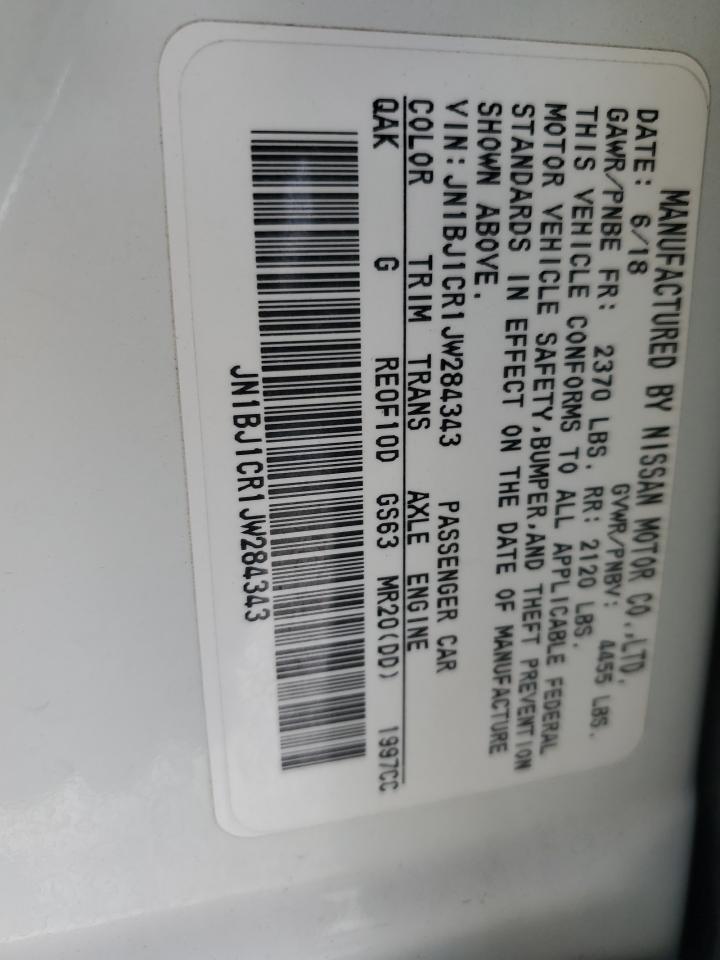 MANUFACTURED BY NISSAN MOTOR CO.,LTD.
DATE: 6/18 GVWR/PNBV: 4455 LBS.
GAWR/PNBE FR: 2370 LBS. RR: 2120 LBS.
THIS VEHICLE CONFORMS TO ALL APPLICABLE FEDERAL
MOTOR VEHICLE SAFETY,BUMPER,AND THEFT PREVENTION
STANDARDS IN EFFECT ON THE DATE OF MANUFACTURE
SHOWN ABOVE.
VIN:JN1BJ1CR1JW284343 PASSENGER CAR
COLOR TRIM TRANS AXLE ENGINE
QAK G RE0F10D GS63 MR20(DD) 1997CC
JN1BJ1CR1JW284343